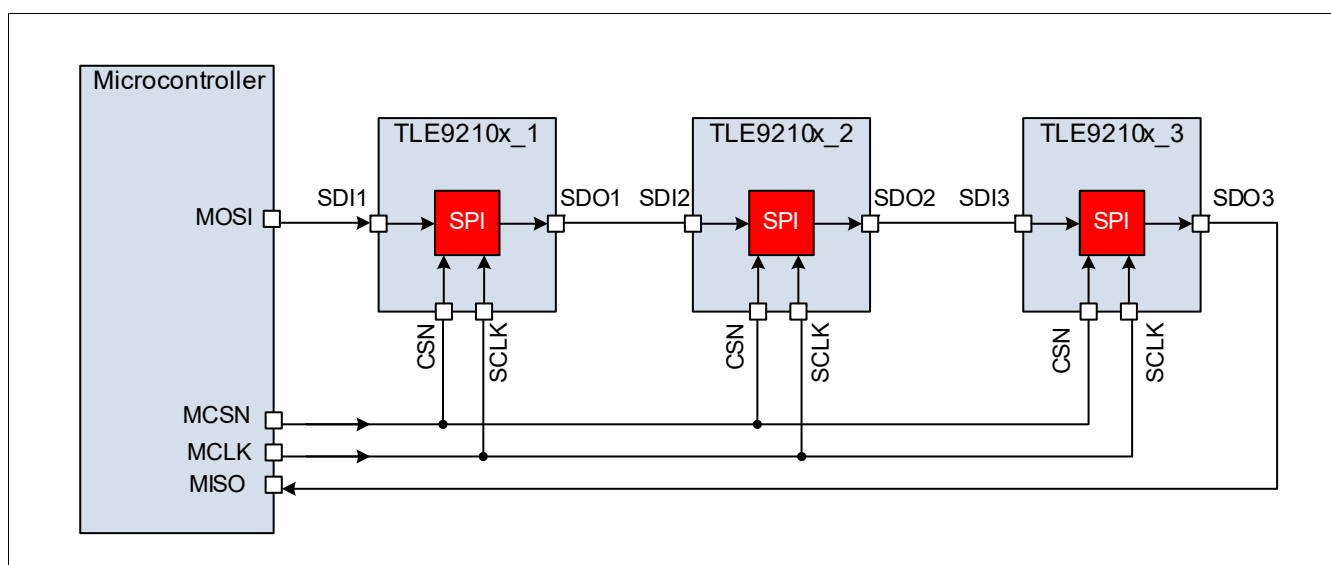 Microcontroller
TLE9210x_1
TLE9210x_2
TLE9210x_3
MOSI
SDI1
SPI
SDO1
SDI2
SPI
SDO2
SDI3
SPI
SDO3
CSN
SCLK
CSN
SCLK
CSN
SCLK
MCSN
MCLK
MISO